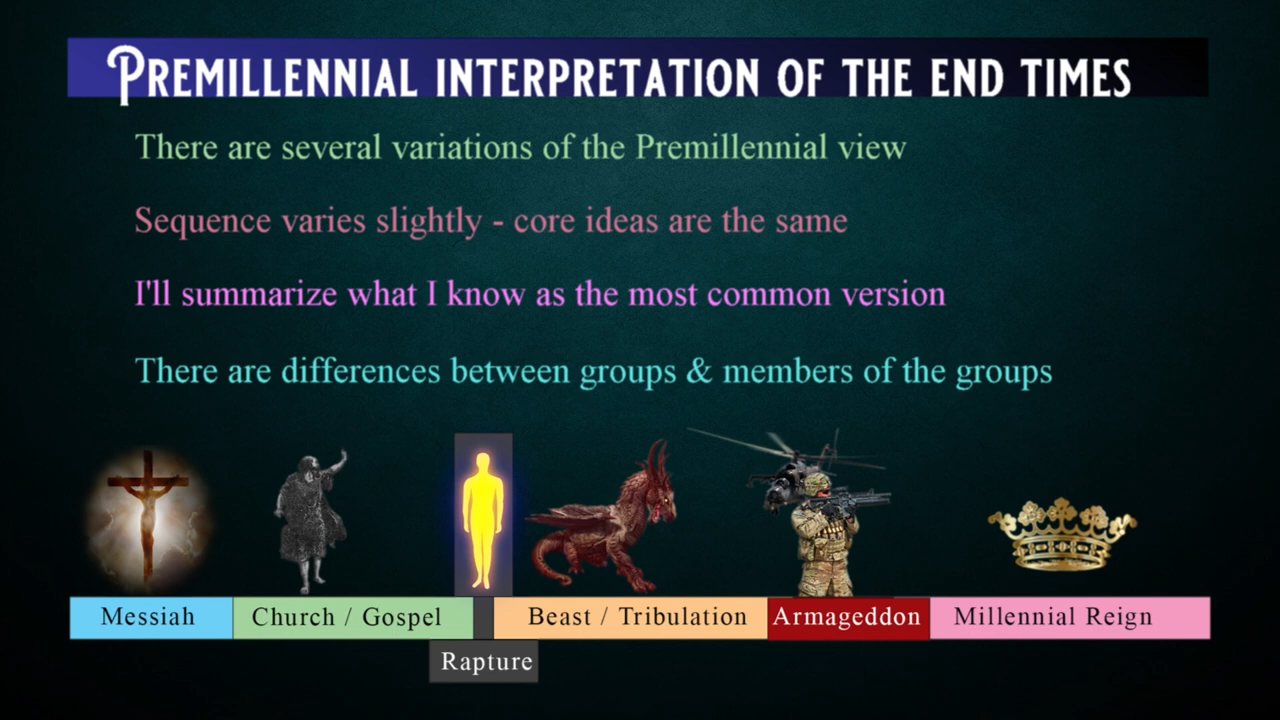 PREMILLENNIAL INTERPRETATION OF THE END TIMES
There are several variations of the Premillennial view
Sequence varies slightly - core ideas are the same
I'll summarize what I know as the most common version
There are differences between groups & members of the groups
Messiah
Church / Gospel
Rapture
Beast / Tribulation
Armageddon
Millennial Reign